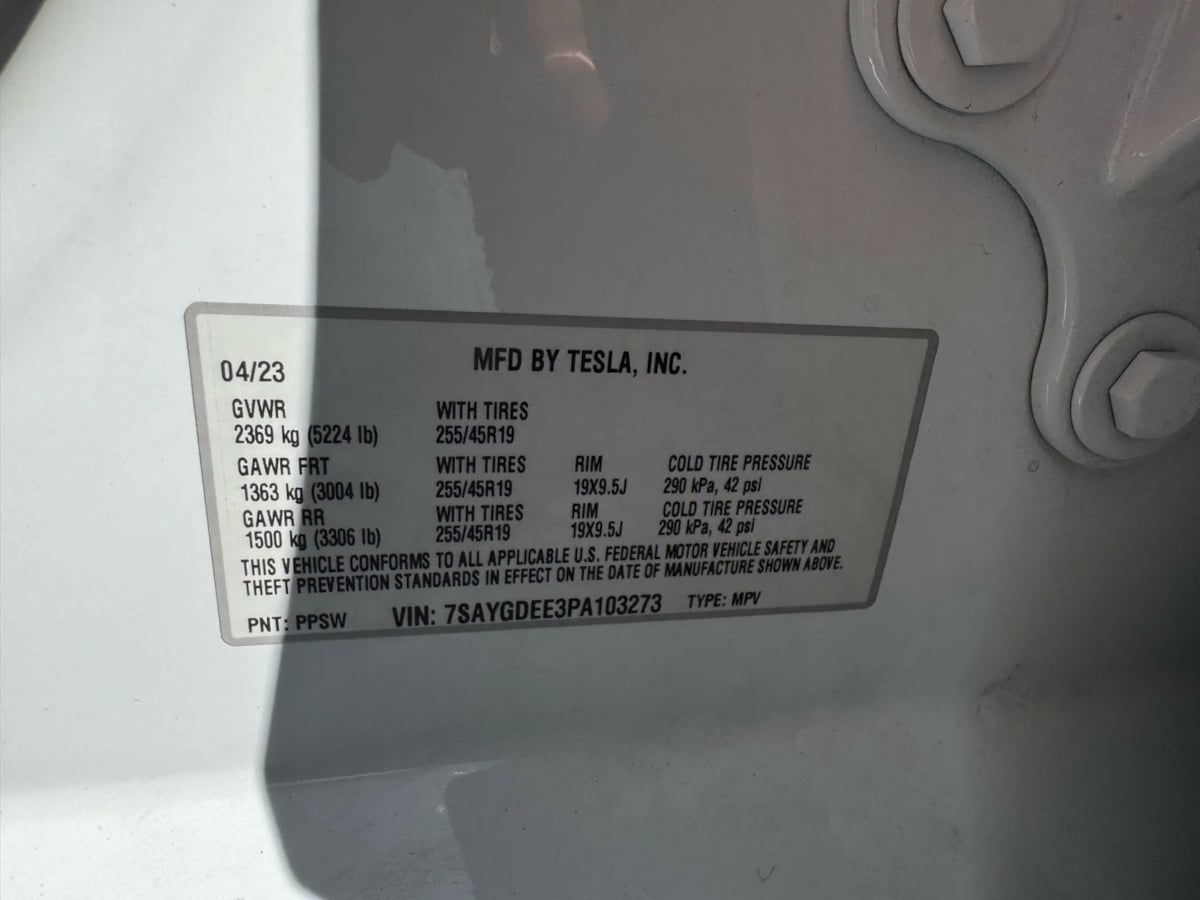 MFD BY TESLA, INC.
04/23
GVWR WITH TIRES
2369 kg (5224 lb) 255/45R19
GAWR FRT WITH TIRES RIM COLD TIRE PRESSURE
1363 kg (3004 lb) 255/45R19 19X9.5J 290 kPa, 42 psi
GAWR RR WITH TIRES RIM COLD TIRE PRESSURE
1500 kg (3306 lb) 255/45R19 19X9.5J 290 kPa, 42 psi
THIS VEHICLE CONFORMS TO ALL APPLICABLE U.S. FEDERAL MOTOR VEHICLE SAFETY AND
THEFT PREVENTION STANDARDS IN EFFECT ON THE DATE OF MANUFACTURE SHOWN ABOVE.
PNT: PPSW VIN: 7SAYGDEE3PA103273 TYPE: MPV